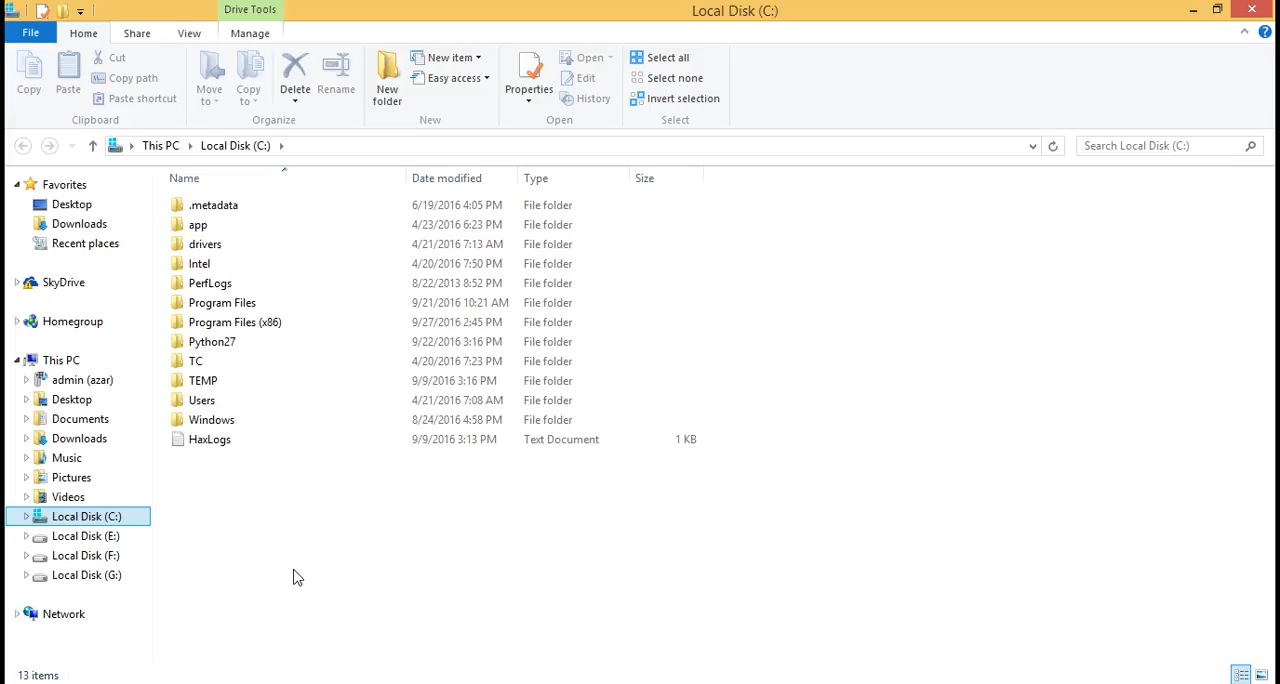 Drive Tools
Local Disk (C:)
File Home Share View Manage
Copy
Paste
Cut
Copy path
Paste shortcut
Clipboard
Move to
Copy to
Delete
Rename
Organize
New folder
New item
Easy access
New
Properties
Open
Edit
History
Open
Select all
Select none
Invert selection
Select
This PC Local Disk (C:)
Search Local Disk (C:)
Favorites
Desktop
Downloads
Recent places
SkyDrive
Homegroup
This PC
admin (azar)
Desktop
Documents
Downloads
Music
Pictures
Videos
Local Disk (C:)
Local Disk (E:)
Local Disk (F:)
Local Disk (G:)
Network
Name Date modified Type Size
.metadata 6/19/2016 4:05 PM File folder
app 4/23/2016 6:23 PM File folder
drivers 4/21/2016 7:13 AM File folder
Intel 4/20/2016 7:50 PM File folder
PerfLogs 8/22/2013 8:52 PM File folder
Program Files 9/21/2016 10:21 AM File folder
Program Files (x86) 9/27/2016 2:45 PM File folder
Python27 9/22/2016 3:16 PM File folder
TC 4/20/2016 7:23 PM File folder
TEMP 9/9/2016 3:16 PM File folder
Users 4/21/2016 7:08 AM File folder
Windows 8/24/2016 4:58 PM File folder
HaxLogs 9/9/2016 3:13 PM Text Document 1 KB
13 items